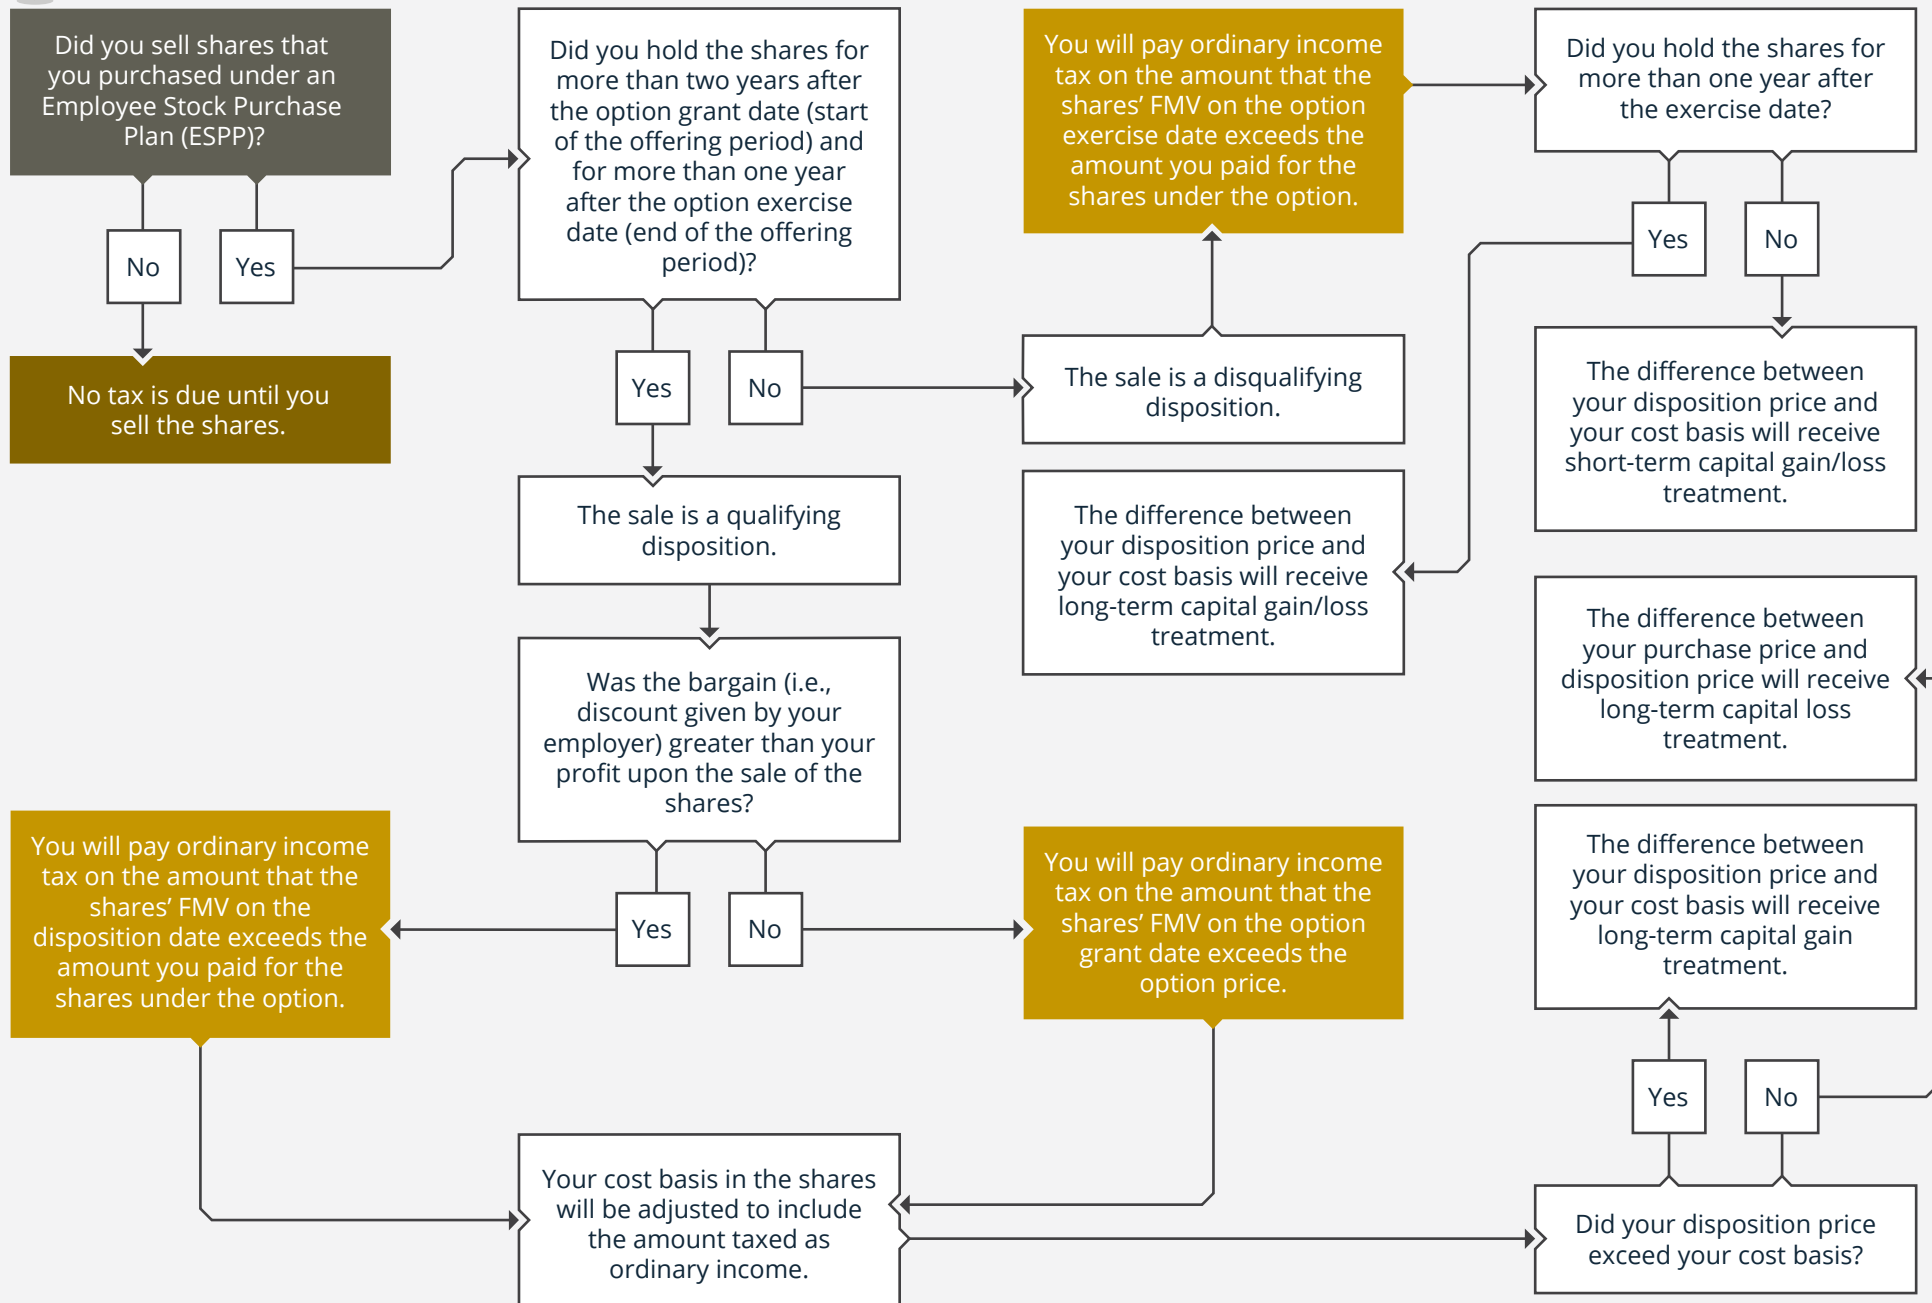 Did you sell shares that
you purchased under an
Employee Stock Purchase
Plan (ESPP)?
No
Yes
No tax is due until you
sell the shares.
Did you hold the shares for
more than two years after
the option grant date (start
of the offering period) and
for more than one year
after the option exercise
date (end of the offering
period)?
Yes
No
The sale is a qualifying
disposition.
Was the bargain (i.e.,
discount given by your
employer) greater than your
profit upon the sale of the
shares?
Yes
No
You will pay ordinary income
tax on the amount that the
shares’ FMV on the
disposition date exceeds the
amount you paid for the
shares under the option.
Your cost basis in the shares
will be adjusted to include
the amount taxed as
ordinary income.
You will pay ordinary income
tax on the amount that the
shares’ FMV on the option
exercise date exceeds the
amount you paid for the
shares under the option.
The sale is a disqualifying
disposition.
The difference between
your disposition price and
your cost basis will receive
long-term capital gain/loss
treatment.
You will pay ordinary income
tax on the amount that the
shares’ FMV on the option
grant date exceeds the
option price.
Did you hold the shares for
more than one year after
the exercise date?
Yes
No
The difference between
your disposition price and
your cost basis will receive
short-term capital gain/loss
treatment.
The difference between
your purchase price and
disposition price will receive
long-term capital loss
treatment.
The difference between
your disposition price and
your cost basis will receive
long-term capital gain
treatment.
Yes
No
Did your disposition price
exceed your cost basis?